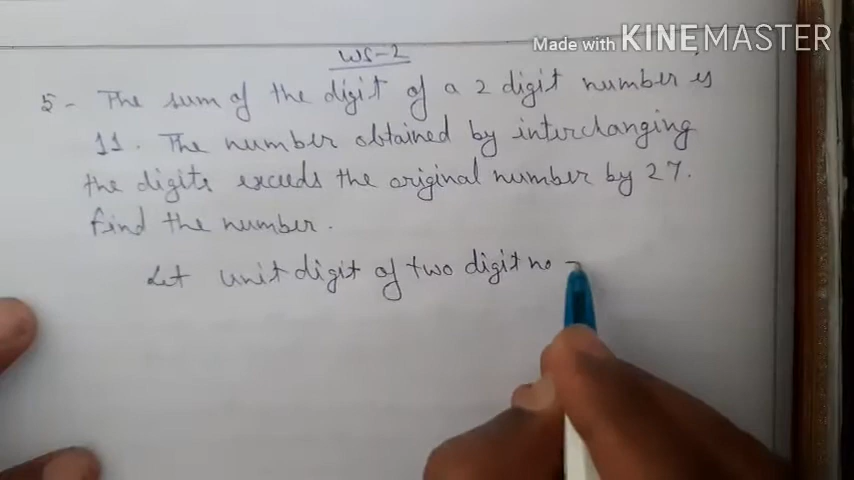 Made with KINEMASTER
WS-2
5- The sum of the digit of a 2 digit number is
11. The number obtained by interchanging
the digits exceeds the original number by 27.
find the number.
Let unit digit of two digit no -